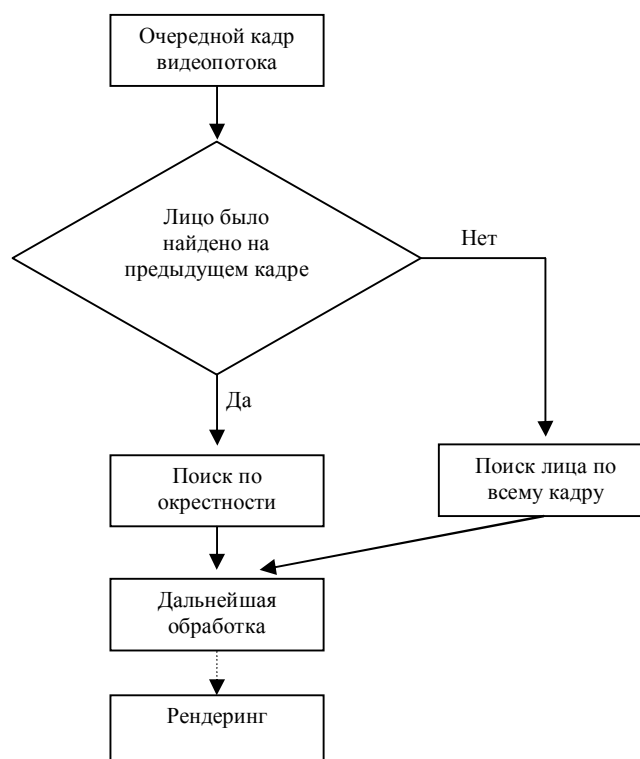 Очередной кадр
видеопотока
Лицо было
найдено на
предыдущем кадре
Нет
Да
Поиск по
окрестности
Поиск лица по
всему кадру
Дальнейшая
обработка
Рендеринг